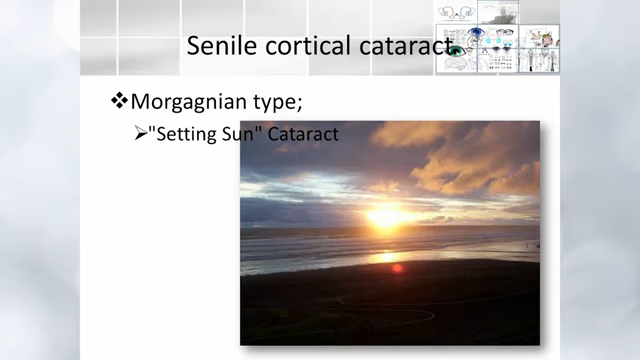 Senile cortical cataract
❖Morgagnian type;
➢"Setting Sun" Cataract